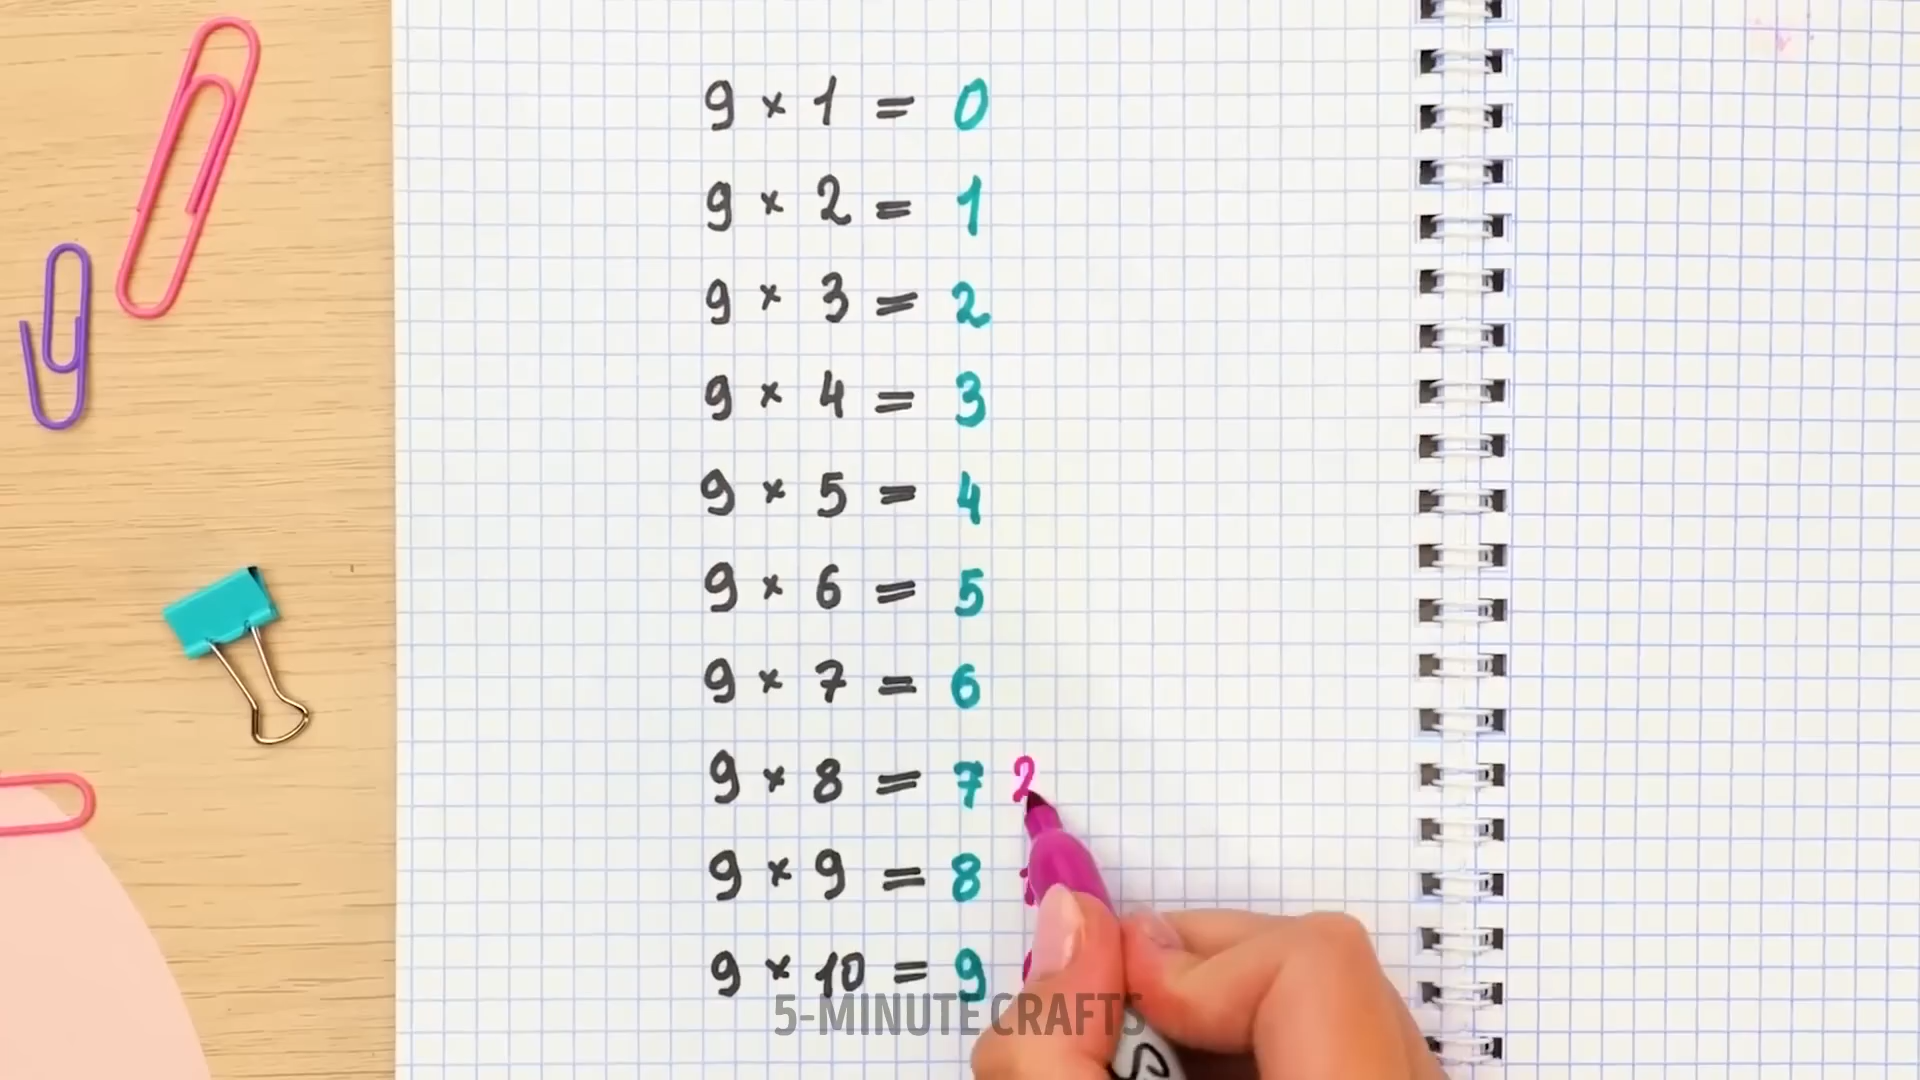 9 × 1 = 0
9 × 2 = 1
9 × 3 = 2
9 × 4 = 3
9 × 5 = 4
9 × 6 = 5
9 × 7 = 6
9 × 8 = 7 2
9 × 9 = 8
9 × 10 = 9
5-MINUTE CRAFTS